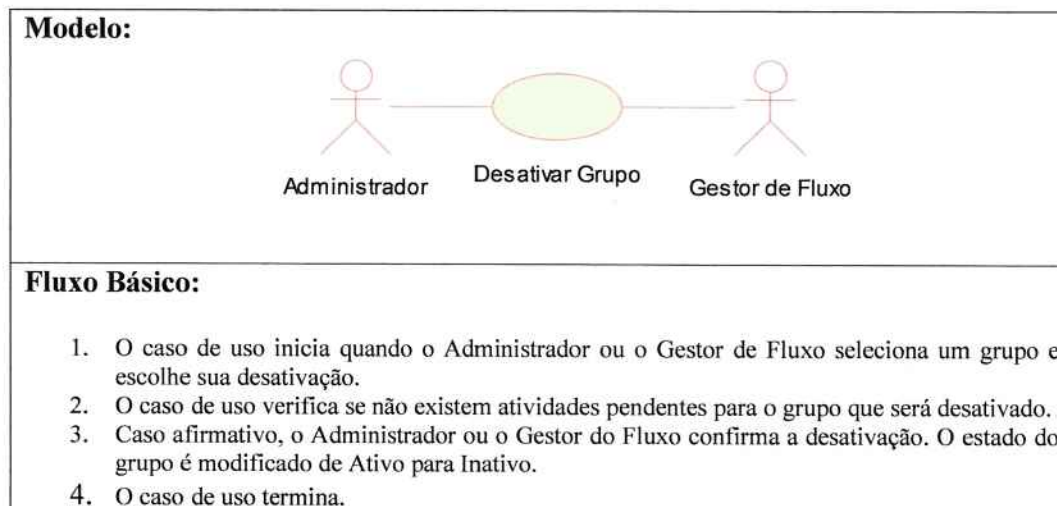 Modelo:
Administrador
Desativar Grupo
Gestor de Fluxo
Fluxo Básico:
1. O caso de uso inicia quando o Administrador ou o Gestor de Fluxo seleciona um grupo e
escolhe sua desativação.
2. O caso de uso verifica se não existem atividades pendentes para o grupo que será desativado.
3. Caso afirmativo, o Administrador ou o Gestor do Fluxo confirma a desativação. O estado do
grupo é modificado de Ativo para Inativo.
4. O caso de uso termina.